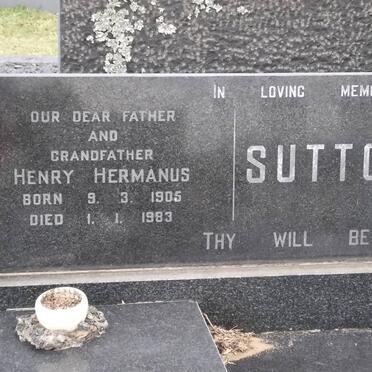 IN LOVING MEM
OUR DEAR FATHER
AND
GRANDFATHER
HENRY HERMANUS
BORN 9. 3. 1905
DIED 1. 1. 1983
SUTTO
THY WILL BE